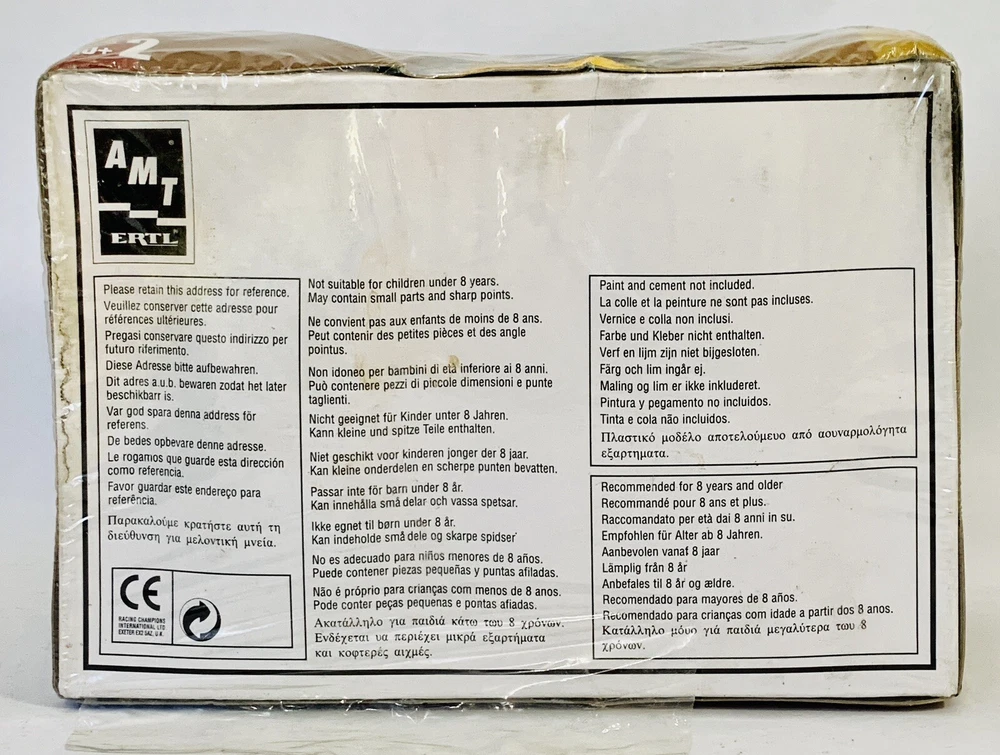 2
AMT
ERTL
Please retain this address for reference.
Veuillez conserver cette adresse pour
références ultérieures.
Pregasi conservare questo indirizzo per
futuro riferimento.
Diese Adresse bitte aufbewahren.
Dit adres a.u.b. bewaren zodat het later
beschikbarr is.
Var god spara denna address för
referens.
De bedes opbevare denne adresse.
Le rogamos que guarde esta dirección
como referencia.
Favor guardar este endereço para
referência.
Παρακαλούμε κρατήστε αυτή τη
διεύθυνση για μελοντική μνεία.
CE
RACING CHAMPIONS
INTERNATIONAL LTD
EXETER EX2 5AZ, U.K.
Not suitable for children under 8 years.
May contain small parts and sharp points.
Ne convient pas aux enfants de moins de 8 ans.
Peut contenir des petites pièces et des angle
pointus.
Non idoneo per bambini di età inferiore ai 8 anni.
Può contenere pezzi di piccole dimensioni e punte
taglienti.
Nicht geeignet für Kinder unter 8 Jahren.
Kann kleine und spitze Teile enthalten.
Niet geschikt voor kinderen jonger der 8 jaar.
Kan kleine onderdelen en scherpe punten bevatten.
Passar inte för barn under 8 år.
Kan innehålla små delar och vassa spetsar.
Ikke egnet til børn under 8 år.
Kan indeholde små dele og skarpe spidser
No es adecuado para niños menores de 8 años.
Puede contener piezas pequeñas y puntas afiladas.
Não é próprio para crianças com menos de 8 anos.
Pode conter peças pequenas e pontas afiadas.
Ακατάλληλο για παιδιά κάτω τωυ 8 χρόνων.
Ενδέχεται υα περιέχει μικρά εξαρτήματα
και κοφτερές αιχμές.
Paint and cement not included.
La colle et la peinture ne sont pas incluses.
Vernice e colla non inclusi.
Farbe und Kleber nicht enthalten.
Verf en lijm zijn niet bijgesloten.
Färg och lim ingår ej.
Maling og lim er ikke inkluderet.
Pintura y pegamento no incluidos.
Tinta e cola não incluidos.
Πλαστικό μοδέλο αποτελούμευο από αουναρμολόγητα
εξαρτηματα.
Recommended for 8 years and older
Recommandé pour 8 ans et plus.
Raccomandato per età dai 8 anni in su.
Empfohlen für Alter ab 8 Jahren.
Aanbevolen vanaf 8 jaar
Lämplig från 8 år
Anbefales til 8 år og ældre.
Recomendado para mayores de 8 años.
Recomendado para crianças com idade a partir dos 8 anos.
Κατάλληλο μόυο γιά παιδιά μεγαλύτερα τωυ 8
χρόνων.